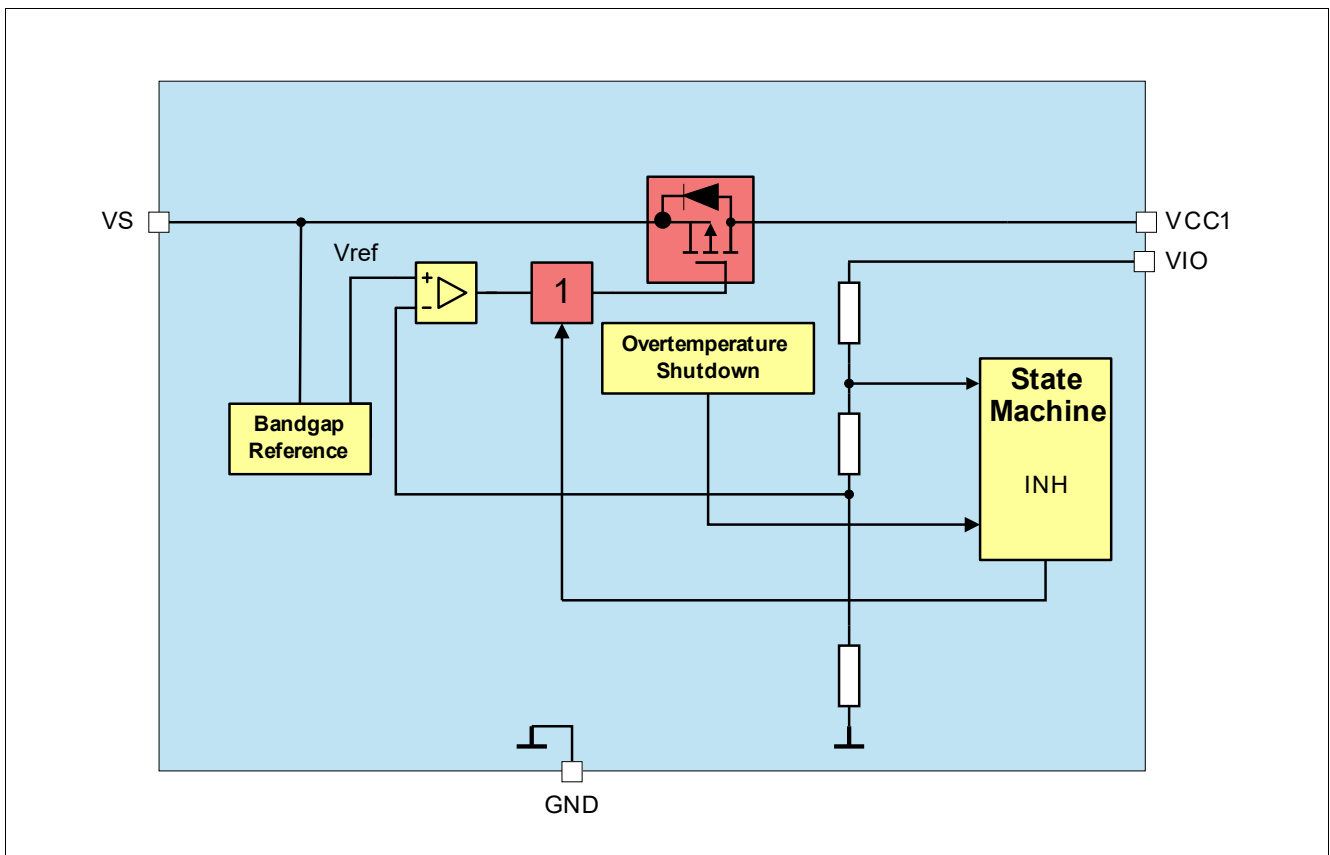 VS
VCC1
VIO
Vref
+
-
1
Overtemperature
Shutdown
State
Machine
INH
Bandgap
Reference
GND